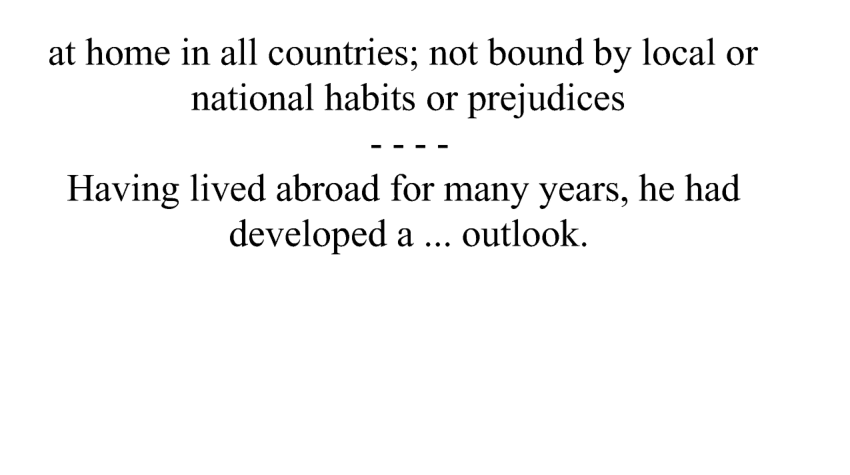 at home in all countries; not bound by local or
national habits or prejudices
- - - -
Having lived abroad for many years, he had
developed a ... outlook.